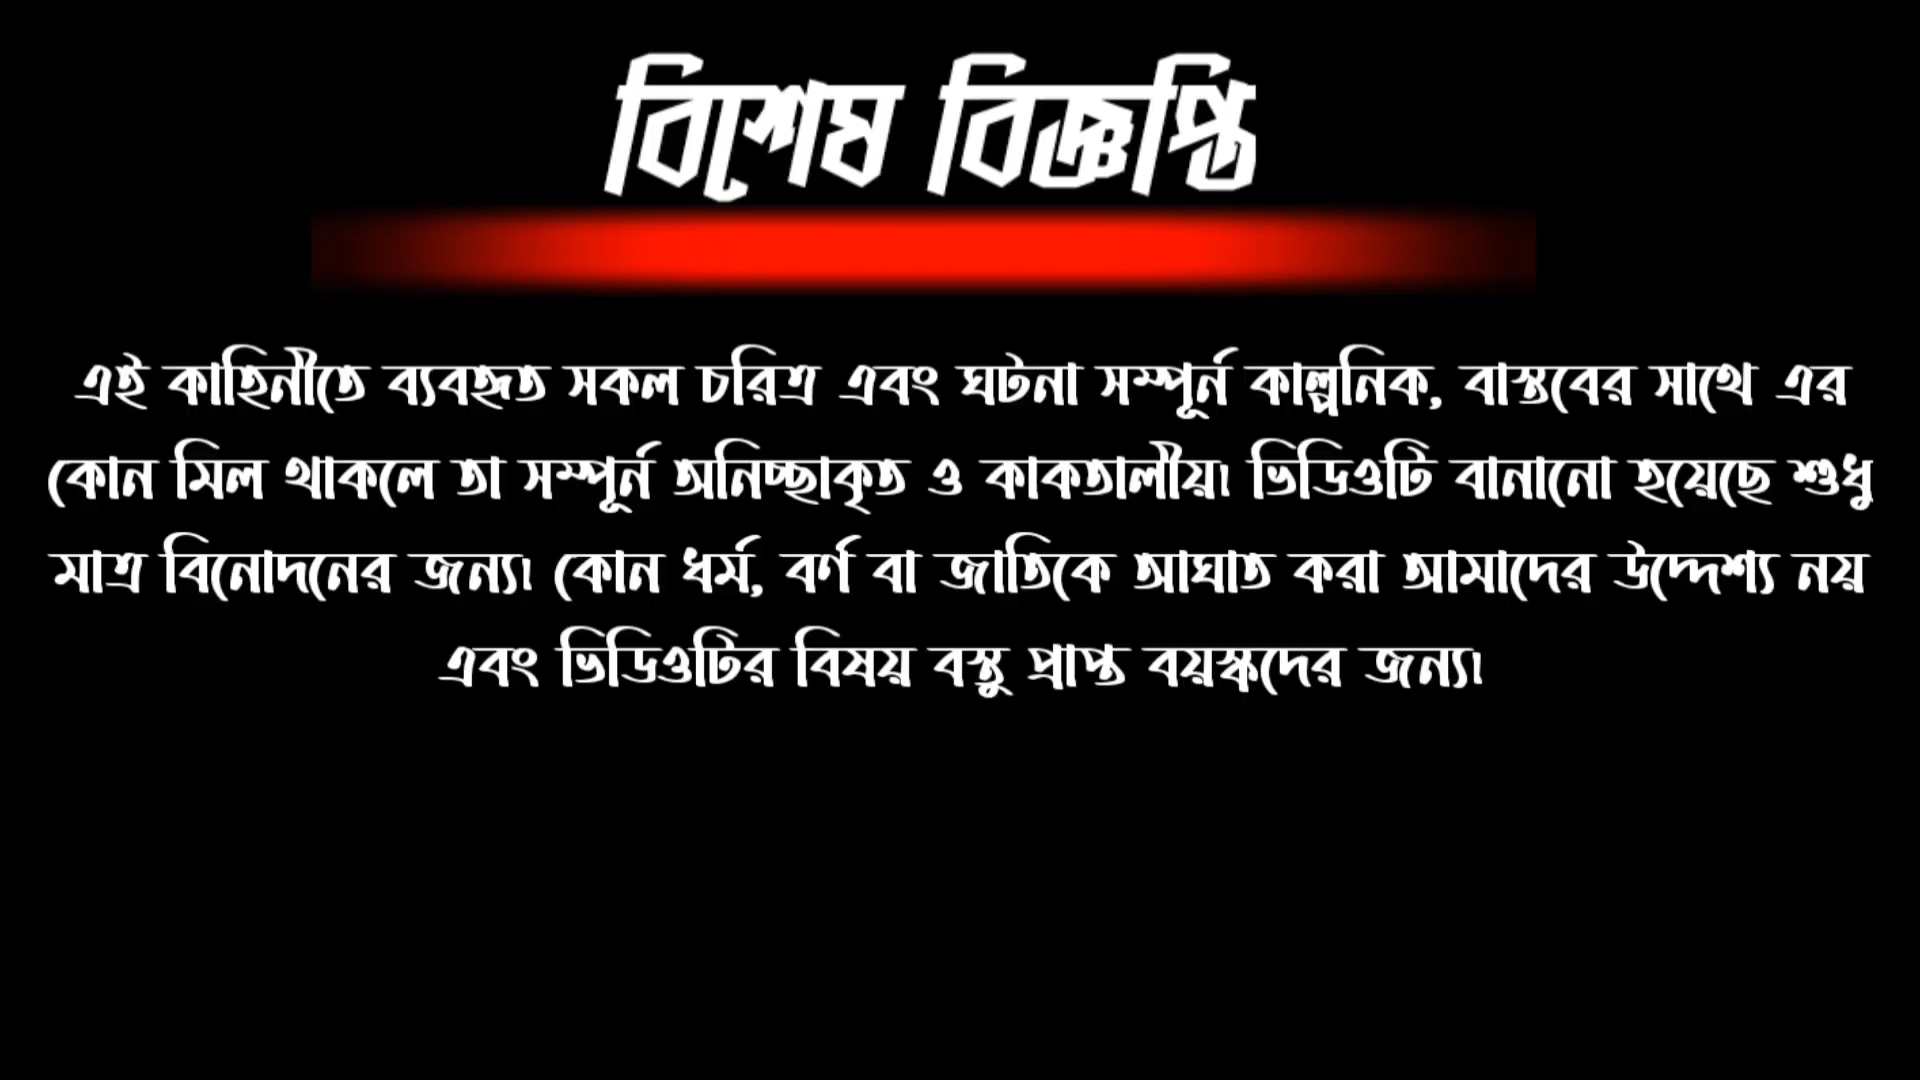 বিশেষ বিজ্ঞপ্তি
এই কাহিনীতে ব্যবহৃত সকল চরিত্র এবং ঘটনা সম্পূর্ন কাল্পনিক, বাস্তবের সাথে এর
কোন মিল থাকলে তা সম্পূর্ন অনিচ্ছাকৃত ও কাকতালীয়। ভিডিওটি বানানো হয়েছে শুধু
মাত্র বিনোদনের জন্য। কোন ধর্ম, বর্ণ বা জাতিকে আঘাত করা আমাদের উদ্দেশ্য নয়
এবং ভিডিওটির বিষয় বস্তু প্রাপ্ত বয়স্কদের জন্য।